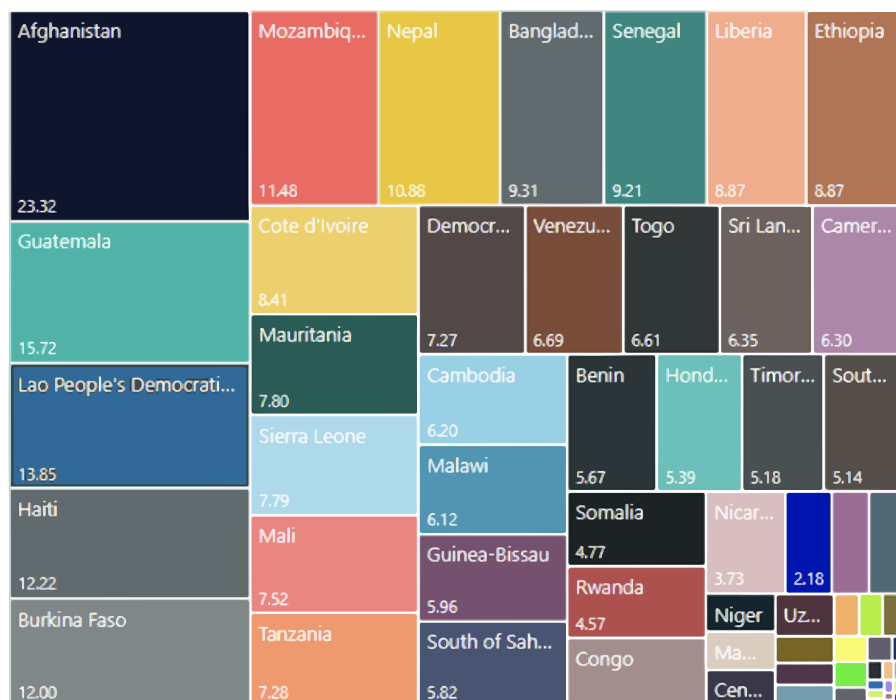 Afghanistan
23.32
Guatemala
15.72
Lao People's Democrati...
13.85
Haiti
12.22
Burkina Faso
12.00
Mozambiq...
11.48
Nepal
10.88
Banglad...
9.31
Senegal
9.21
Liberia
8.87
Ethiopia
8.87
Cote d'Ivoire
8.41
Mauritania
7.80
Sierra Leone
7.79
Mali
7.52
Tanzania
7.28
Democr...
7.27
Venezu...
6.69
Togo
6.61
Sri Lan...
6.35
Camer...
6.30
Cambodia
6.20
Malawi
6.12
Guinea-Bissau
5.96
South of Sah...
5.82
Benin
5.67
Hond...
5.39
Timor...
5.18
Sout...
5.14
Somalia
4.77
Rwanda
4.57
Congo
Nicar...
3.73
2.18
Niger
Uz...
Ma...
Cen...